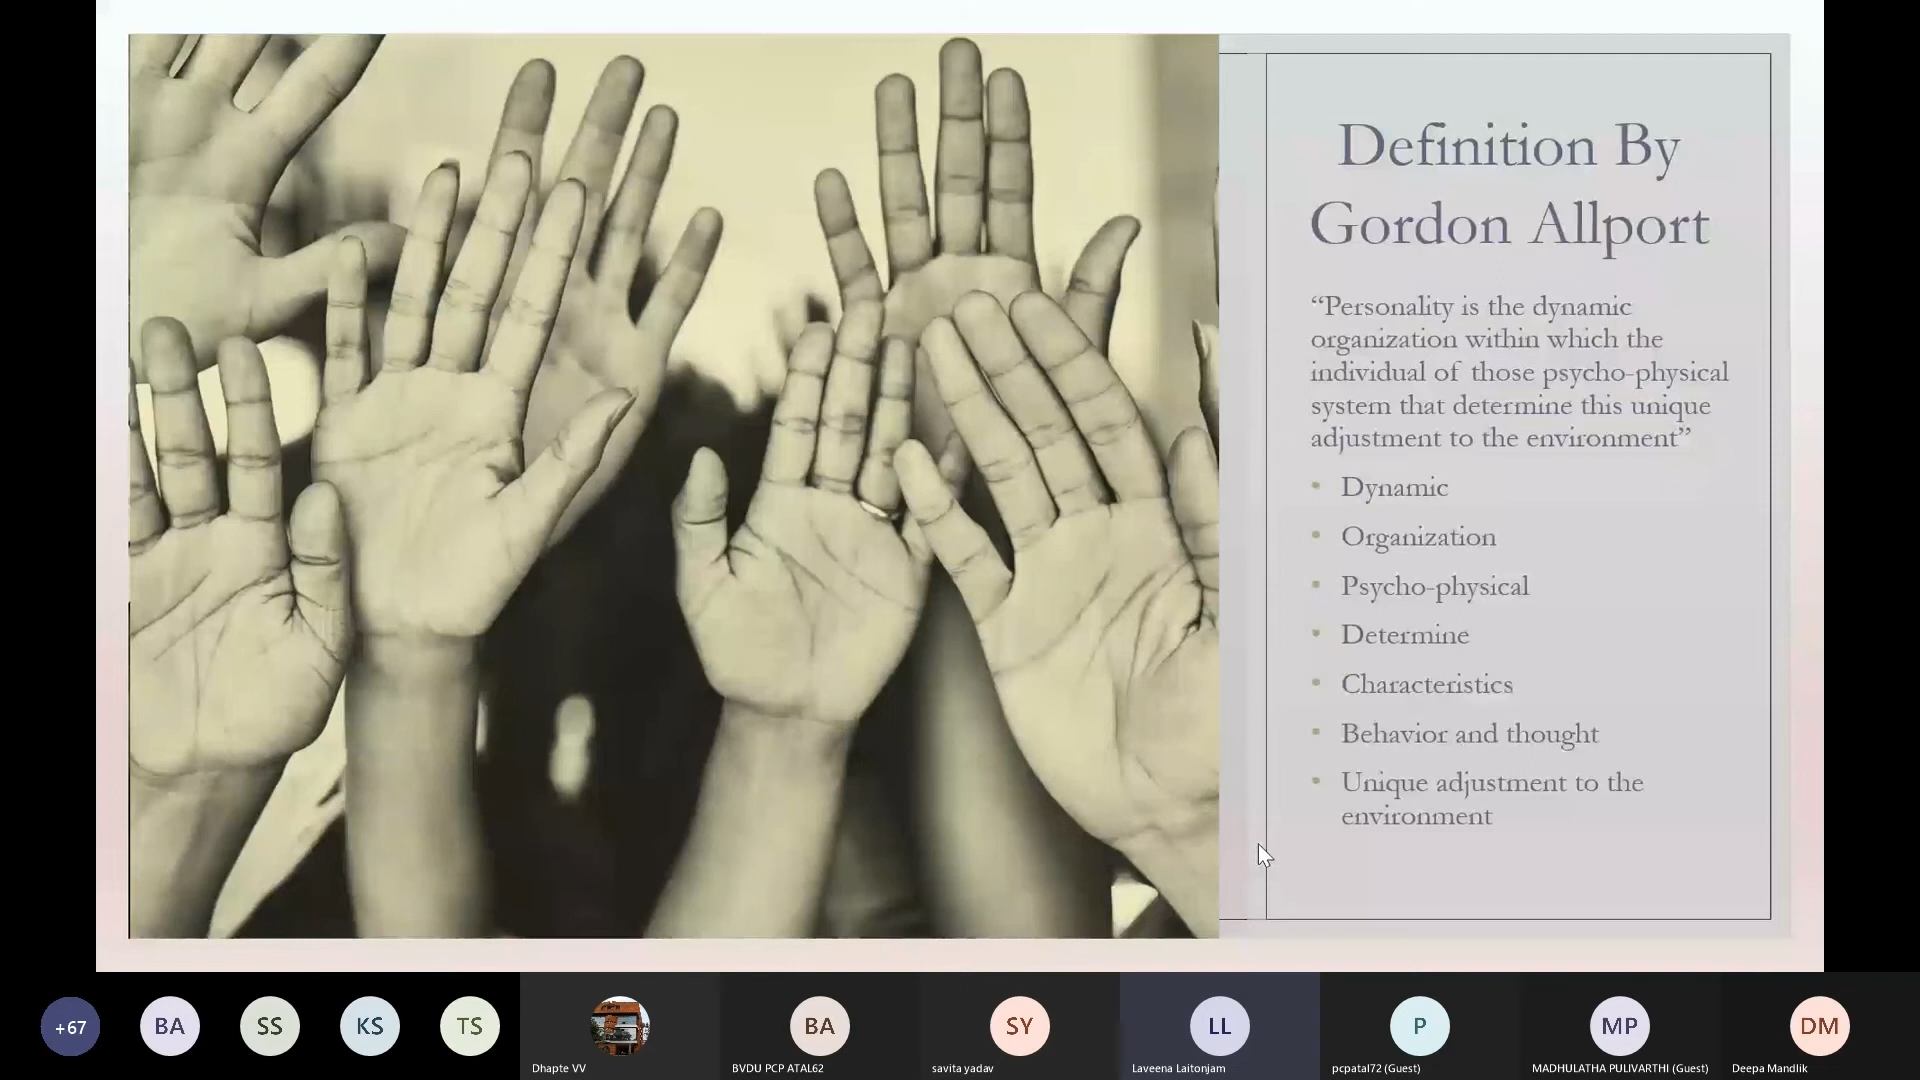 Definition By
Gordon Allport
“Personality is the dynamic
organization within which the
individual of those psycho-physical
system that determine this unique
adjustment to the environment”
• Dynamic
• Organization
• Psycho-physical
• Determine
• Characteristics
• Behavior and thought
• Unique adjustment to the
environment
+67
BA
SS
KS
TS
Dhapte VV
BA
BVDU PCP ATAL62
SY
savita yadav
LL
Laveena Laitonjam
P
pcpatal72 (Guest)
MP
MADHULATHA PULIVARTHI (Guest)
DM
Deepa Mandlik